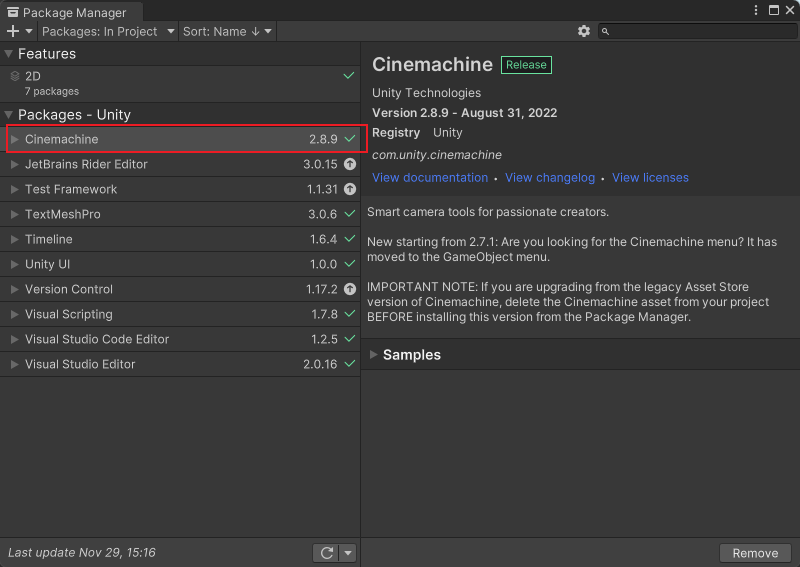 Package Manager
Packages: In Project
Sort: Name ↓
Features
2D
7 packages
Packages - Unity
Cinemachine 2.8.9
JetBrains Rider Editor 3.0.15
Test Framework 1.1.31
TextMeshPro 3.0.6
Timeline 1.6.4
Unity UI 1.0.0
Version Control 1.17.2
Visual Scripting 1.7.8
Visual Studio Code Editor 1.2.5
Visual Studio Editor 2.0.16
Last update Nov 29, 15:16
Cinemachine Release
Unity Technologies
Version 2.8.9 - August 31, 2022
Registry Unity
com.unity.cinemachine
View documentation • View changelog • View licenses
Smart camera tools for passionate creators.
New starting from 2.7.1: Are you looking for the Cinemachine menu? It has
moved to the GameObject menu.
IMPORTANT NOTE: If you are upgrading from the legacy Asset Store
version of Cinemachine, delete the Cinemachine asset from your project
BEFORE installing this version from the Package Manager.
Samples
Remove